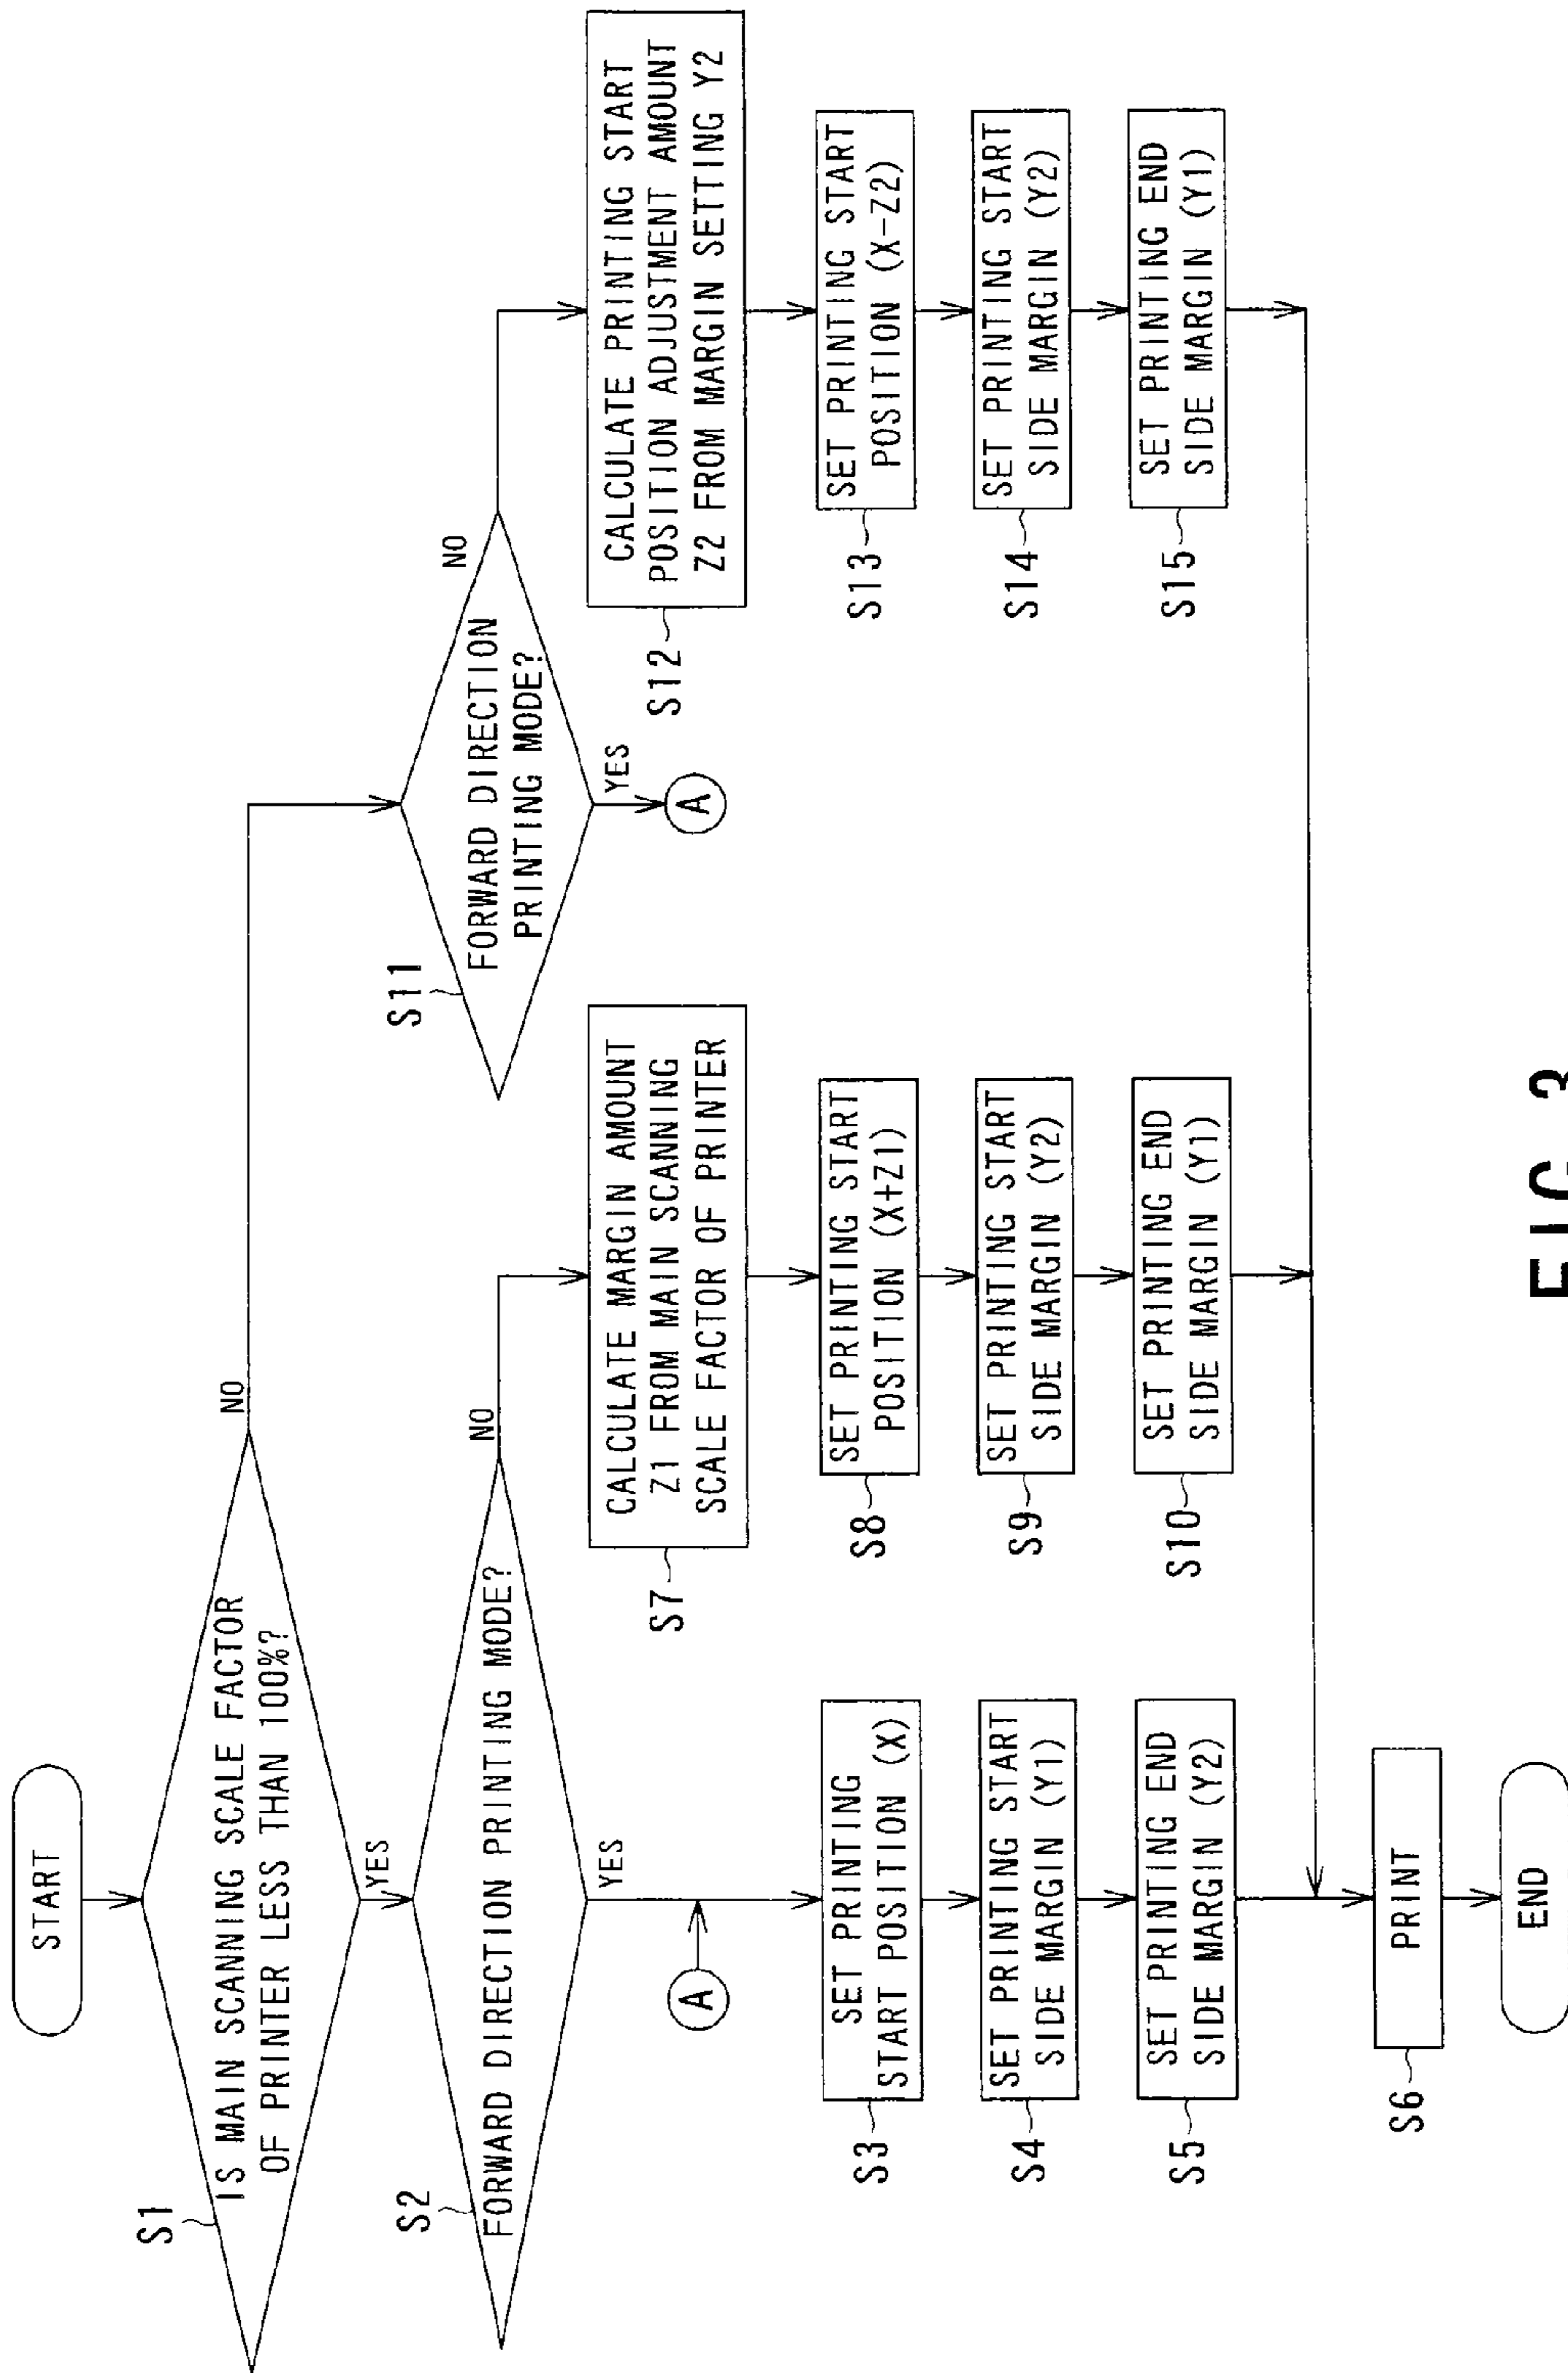 START
S1
IS MAIN SCANNING SCALE FACTOR
OF PRINTER LESS THAN 100%?
NO
YES
S2
FORWARD DIRECTION PRINTING MODE?
NO
YES
A
S3
SET PRINTING
START POSITION (X)
S4
SET PRINTING START
SIDE MARGIN (Y1)
S5
SET PRINTING END
SIDE MARGIN (Y2)
S6
PRINT
END
S7
CALCULATE MARGIN AMOUNT
Z1 FROM MAIN SCANNING
SCALE FACTOR OF PRINTER
S8
SET PRINTING START
POSITION (X+Z1)
S9
SET PRINTING START
SIDE MARGIN (Y2)
S10
SET PRINTING END
SIDE MARGIN (Y1)
S11
FORWARD DIRECTION
PRINTING MODE?
NO
YES
A
S12
CALCULATE PRINTING START
POSITION ADJUSTMENT AMOUNT
Z2 FROM MARGIN SETTING Y2
S13
SET PRINTING START
POSITION (X-Z2)
S14
SET PRINTING START
SIDE MARGIN (Y2)
S15
SET PRINTING END
SIDE MARGIN (Y1)
FIG 3